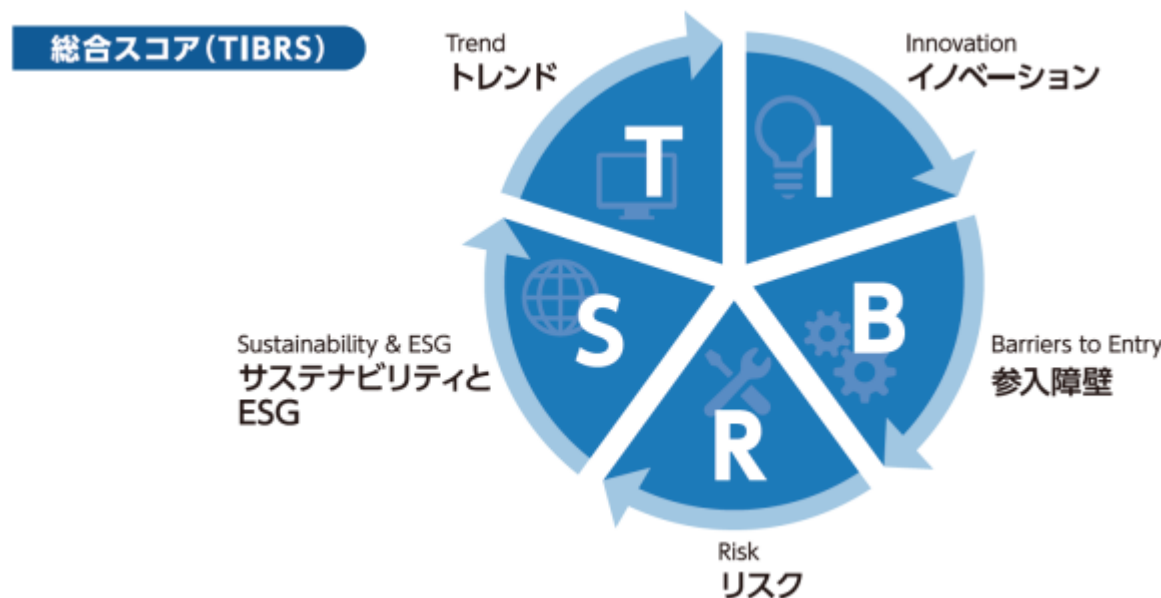 総合スコア(TIBRS)
Trend
トレンド
Innovation
イノベーション
T
I
S
B
R
Sustainability & ESG
サステナビリティと
ESG
Barriers to Entry
参入障壁
Risk
リスク